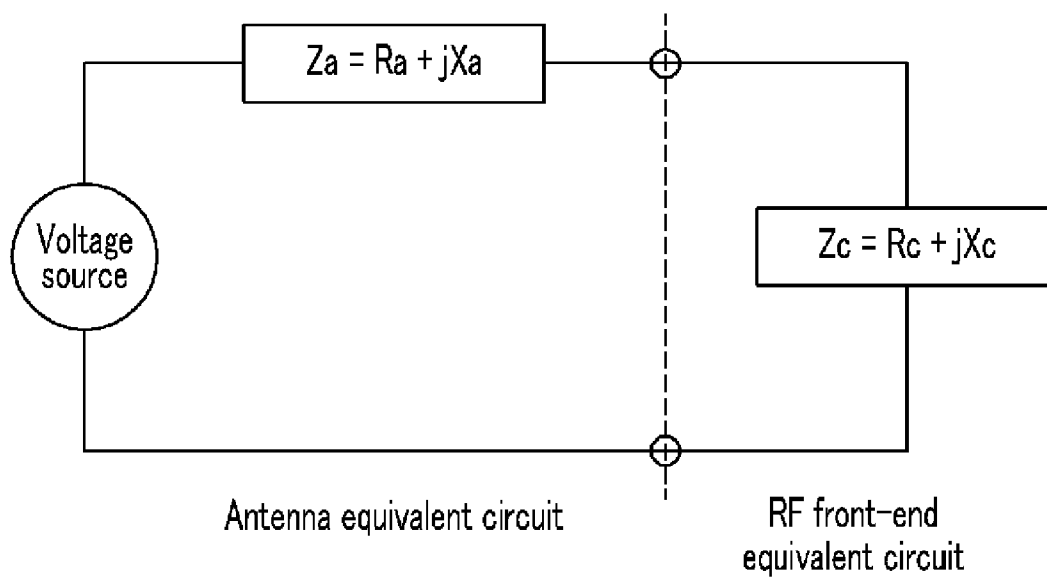 Za = Ra + jXa
Voltage
source
Zc = Rc + jXc
Antenna equivalent circuit
RF front-end
equivalent circuit